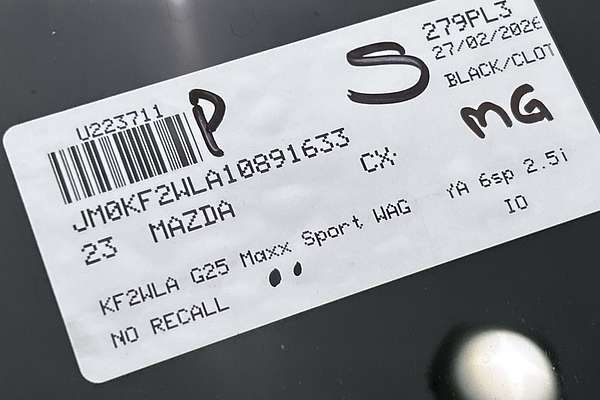 279PL3
27/02/2026
U223711 P S
BLACK/CLOT
MG
JM0KF2WLA10891633
23 MAZDA CX-
KF2WLA G25 Maxx Sport WAG YA 6sp 2.5i
NO RECALL IO